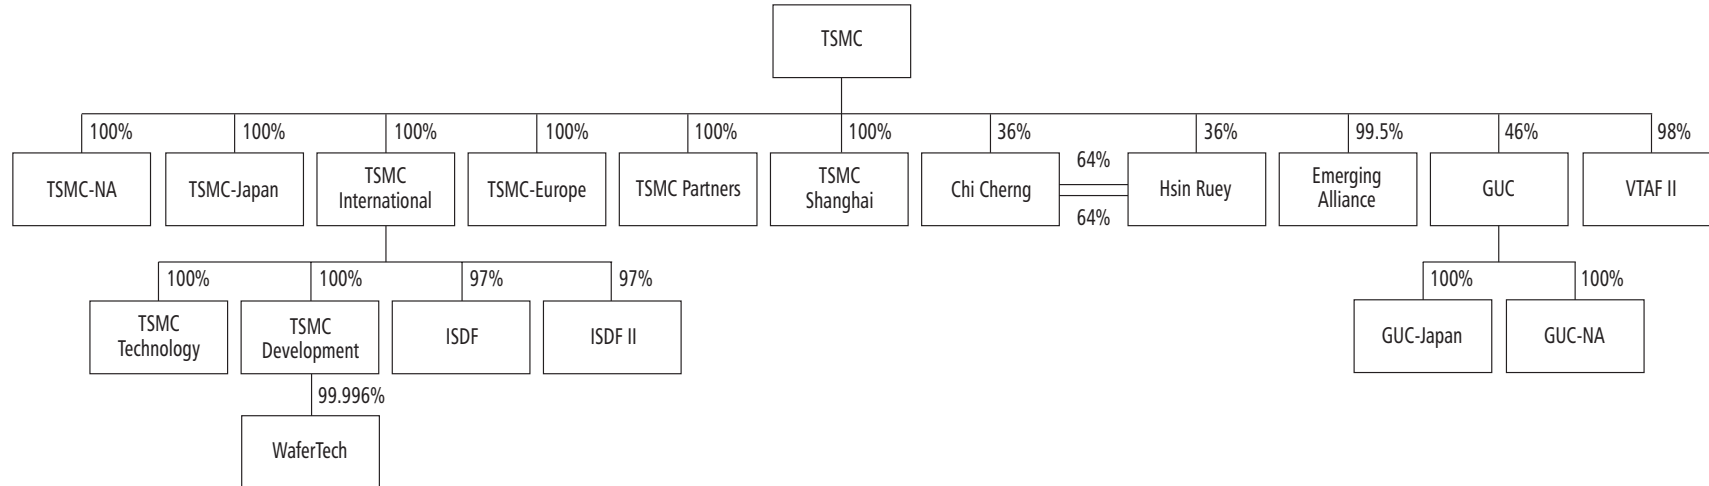 TSMC
100%
100%
100%
100%
100%
100%
36%
36%
99.5%
46%
98%
TSMC-NA
TSMC-Japan
TSMC
International
TSMC-Europe
TSMC Partners
TSMC
Shanghai
Chi Cherng
64%
64%
Hsin Ruey
Emerging
Alliance
GUC
VTAF II
100%
100%
97%
97%
100%
100%
TSMC
Technology
TSMC
Development
ISDF
ISDF II
GUC-Japan
GUC-NA
99.996%
WaferTech